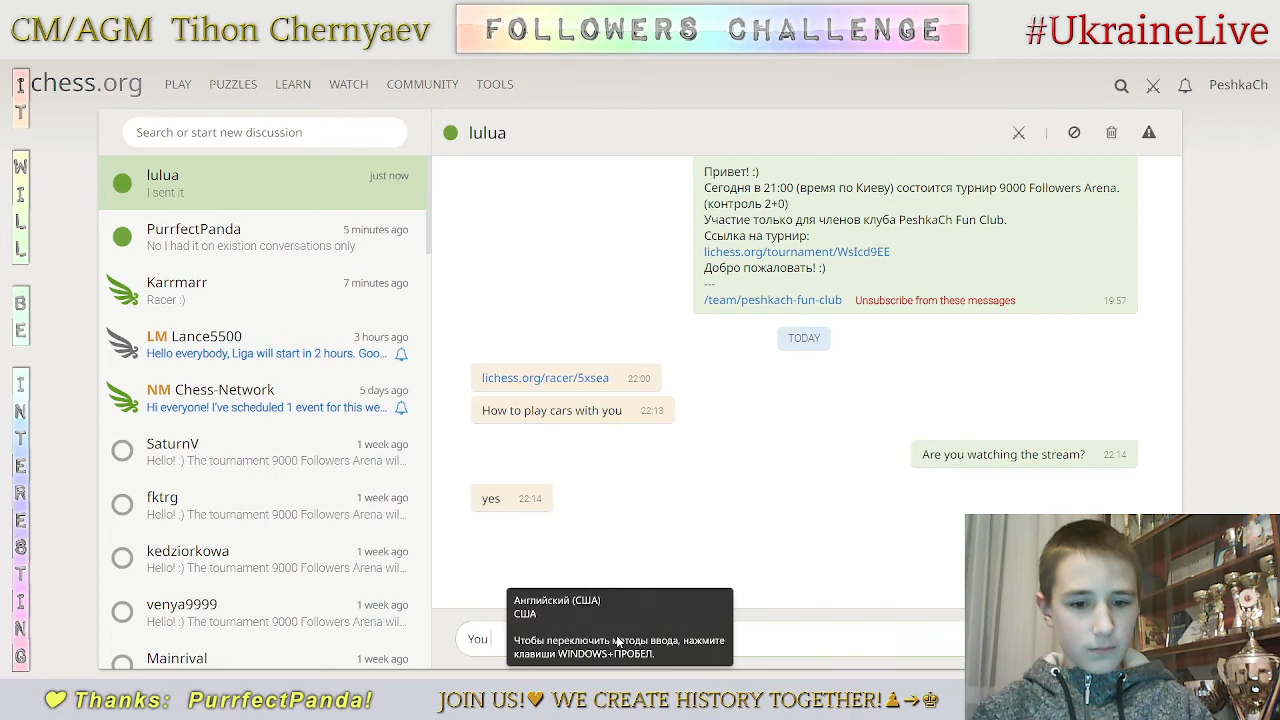 CM/AGM Tihon Chernyaev
FOLLOWERS CHALLENGE
#UkraineLive
IT WILL BE INTERESTING
chess.org
PLAY PUZZLES LEARN WATCH COMMUNITY TOOLS
PeshkaCh
Search or start new discussion
lulua just now
I sent it
PurrfectPanda 5 minutes ago
No I had it on existion conversations only
Karrmarr 7 minutes ago
Racer :)
LM Lance5500 3 hours ago
Hello everybody, Liga will start in 2 hours. Goo...
NM Chess-Network 5 days ago
Hi everyone! I've scheduled 1 event for this we...
SaturnV 1 week ago
Hello! :) The tournament 9000 Followers Arena wil...
fktrg 1 week ago
Hello! :) The tournament 9000 Followers Arena wil...
kedziorkowa 1 week ago
Hello! :) The tournament 9000 Followers Arena wil...
venya9999 1 week ago
Hello! :) The tournament 9000 Followers Arena wil...
Mainrival 1 week ago
lulua
Привет! :)
Сегодня в 21:00 (время по Киеву) состоится турнир 9000 Followers Arena.
(контроль 2+0)
Участие только для членов клуба PeshkaCh Fun Club.
Ссылка на турнир:
lichess.org/tournament/WsIcd9EE
Добро пожаловать! :)
---
/team/peshkach-fun-club Unsubscribe from these messages 19:57
TODAY
lichess.org/racer/5xsea 22:00
How to play cars with you 22:13
Are you watching the stream? 22:14
yes 22:14
You
Английский (США)
США
Чтобы переключить методы ввода, нажмите
клавиши WINDOWS+ПРОБЕЛ.
Thanks: PurrfectPanda!
JOIN US! WE CREATE HISTORY TOGETHER!